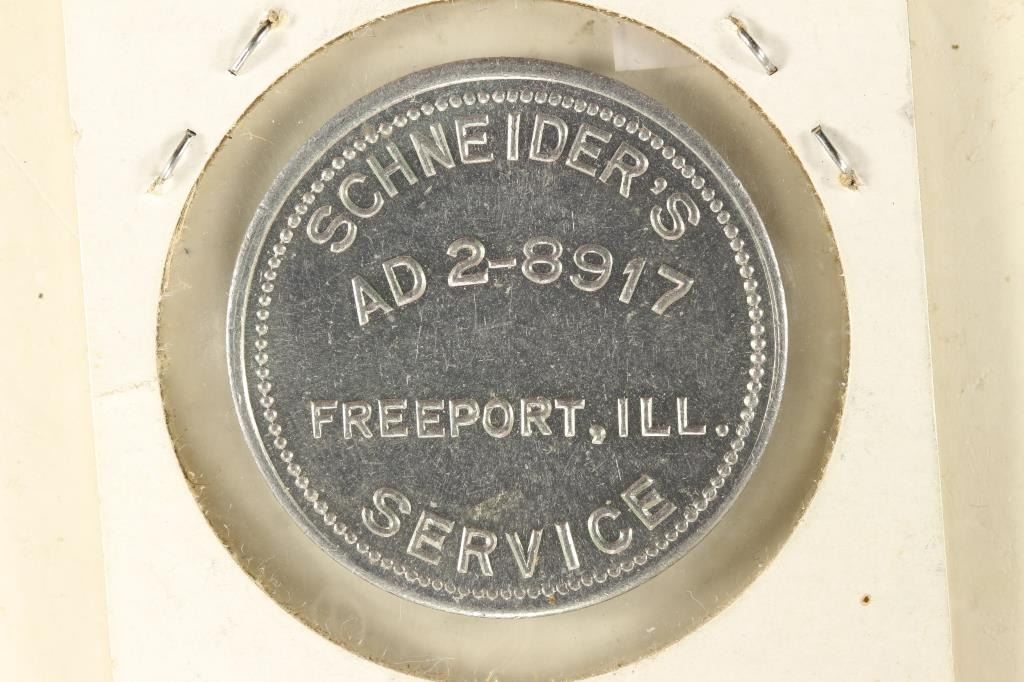 SCHNEIDER'S
AD 2-8917
FREEPORT, ILL.
SERVICE